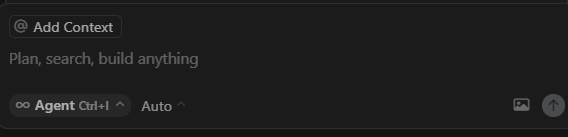 @ Add Context
Plan, search, build anything
∞ Agent Ctrl+I ^ Auto ^